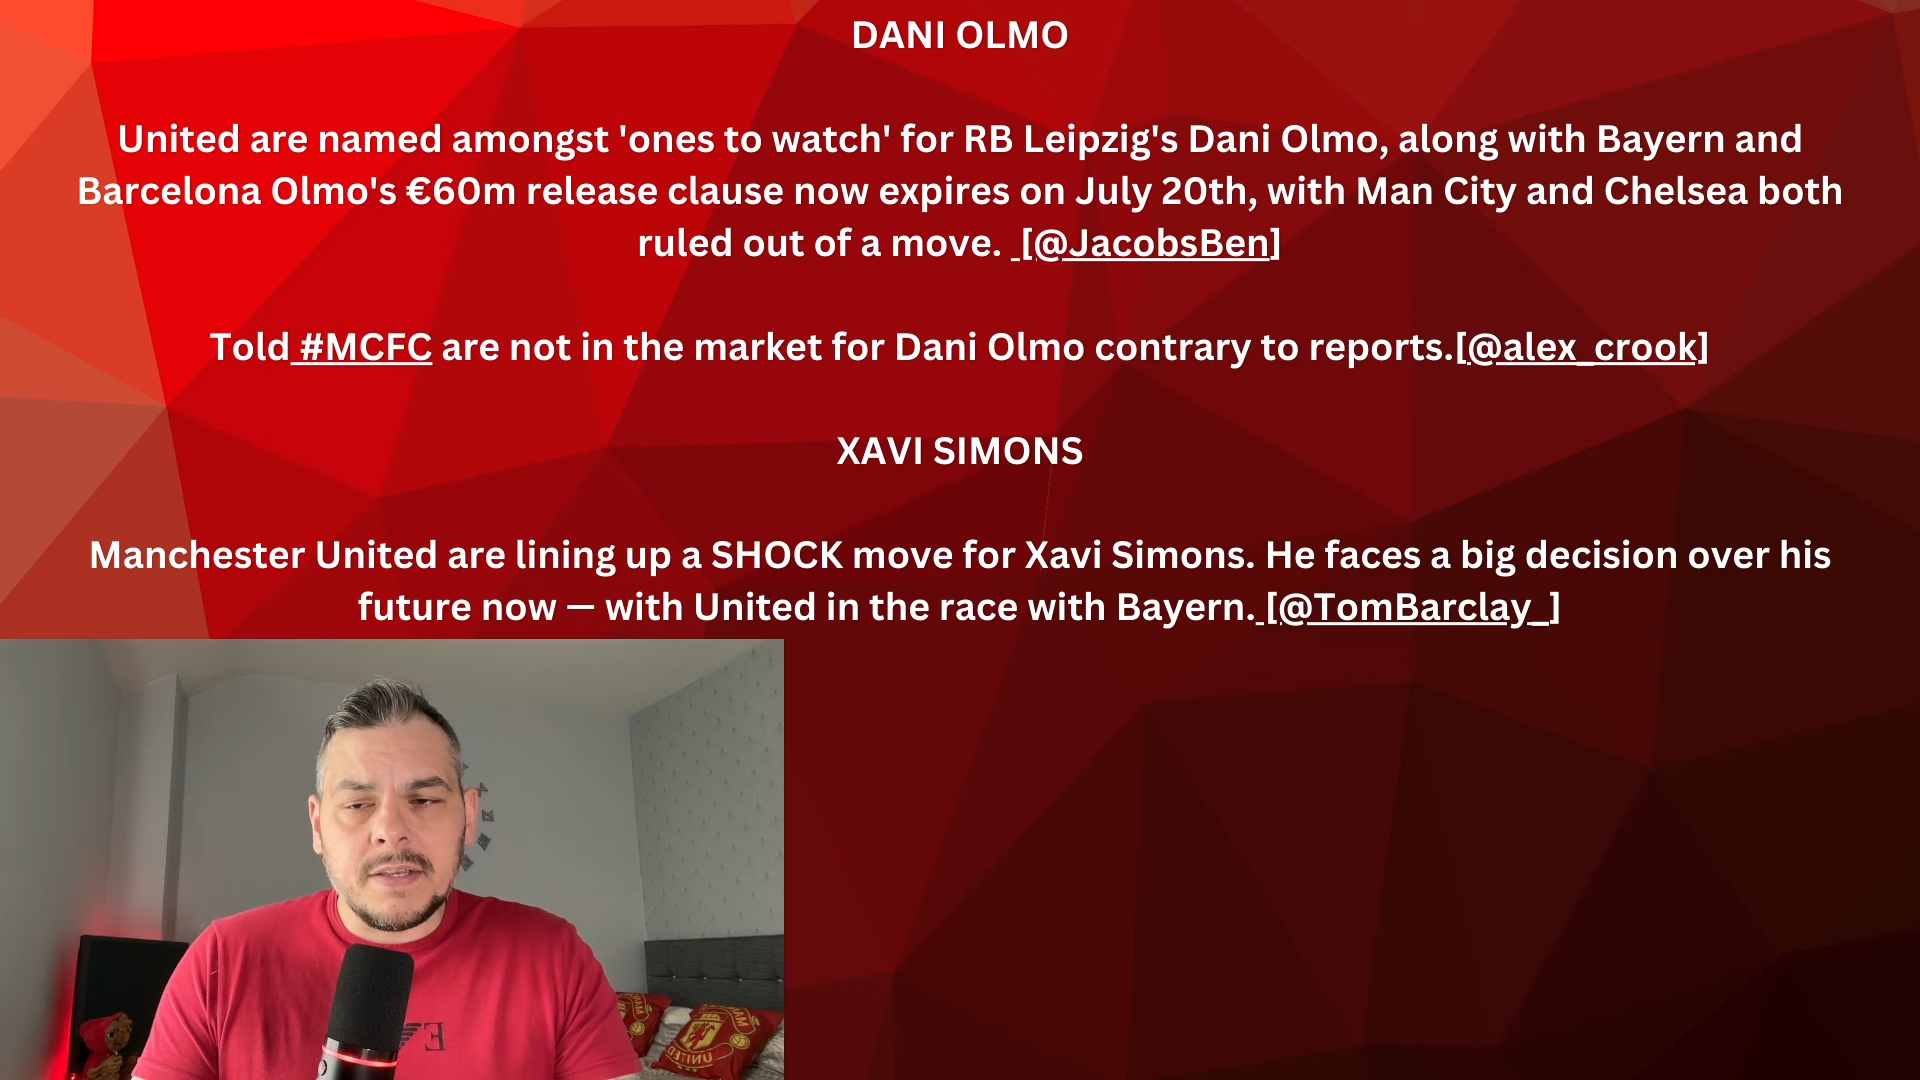 DANI OLMO
United are named amongst 'ones to watch' for RB Leipzig's Dani Olmo, along with Bayern and
Barcelona Olmo's €60m release clause now expires on July 20th, with Man City and Chelsea both
ruled out of a move. [@JacobsBen]
Told #MCFC are not in the market for Dani Olmo contrary to reports.[@alex_crook]
XAVI SIMONS
Manchester United are lining up a SHOCK move for Xavi Simons. He faces a big decision over his
future now — with United in the race with Bayern. [@TomBarclay_]
UNITED